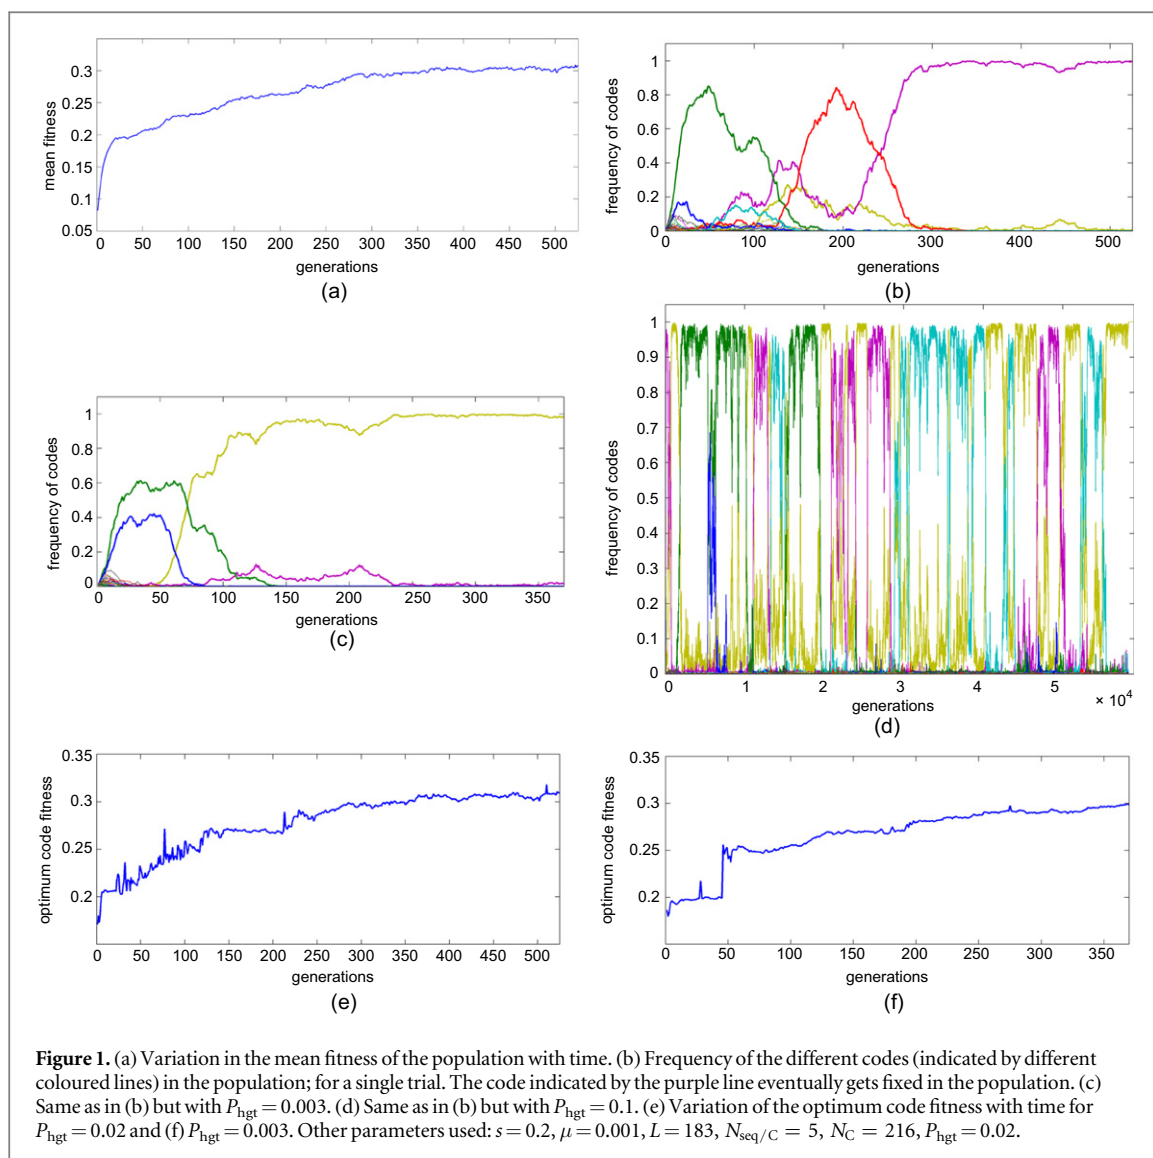 0.3
0.25
0.2
0.15
0.1
0.05
mean fitness
0 50 100 150 200 250 300 350 400 450 500
generations
(a)
1
0.8
0.6
0.4
0.2
0
frequency of codes
100 200 300 400 500
generations
(b)
1
0.8
0.6
0.4
0.2
0
frequency of codes
0 50 100 150 200 250 300 350
generations
(c)
1
0.9
0.8
0.7
0.6
0.5
0.4
0.3
0.2
0.1
0
frequency of codes
0 1 2 3 4 5
× 10⁴
generations
(d)
0.35
0.3
0.25
0.2
optimum code fitness
0 50 100 150 200 250 300 350 400 450 500
generations
(e)
0.35
0.3
0.25
0.2
optimum code fitness
0 50 100 150 200 250 300 350
generations
(f)
Figure 1. (a) Variation in the mean fitness of the population with time. (b) Frequency of the different codes (indicated by different
coloured lines) in the population; for a single trial. The code indicated by the purple line eventually gets fixed in the population. (c)
Same as in (b) but with P_hgt = 0.003. (d) Same as in (b) but with P_hgt = 0.1. (e) Variation of the optimum code fitness with time for
P_hgt = 0.02 and (f) P_hgt = 0.003. Other parameters used: s = 0.2, μ = 0.001, L = 183, N_seq/C = 5, N_C = 216, P_hgt = 0.02.